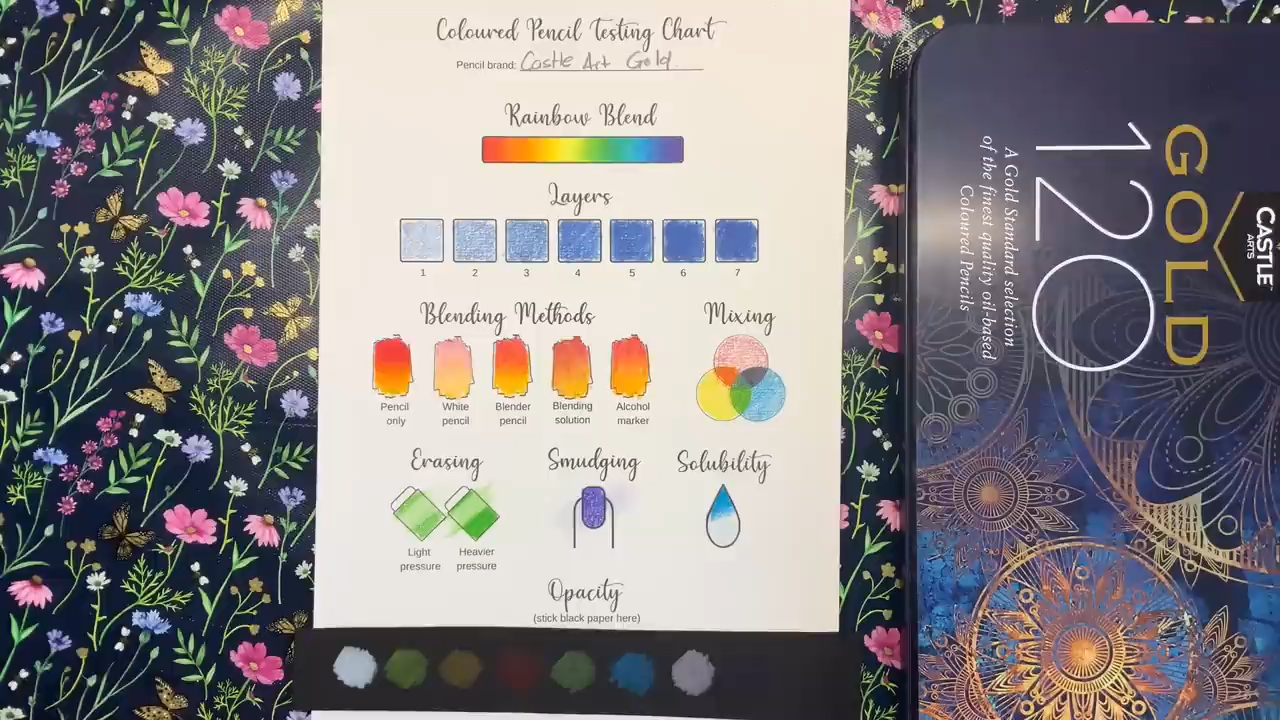 Coloured Pencil Testing Chart
Pencil brand: Castle Art Gold
Rainbow Blend
Layers
1 2 3 4 5 6 7
Blending Methods
Pencil only
White pencil
Blender pencil
Blending solution
Alcohol marker
Mixing
Erasing
Light pressure
Heavier pressure
Smudging
Solubility
Opacity
(stick black paper here)
CASTLE
ARTS
GOLD
120
A Gold Standard selection
of the finest quality oil-based
Coloured Pencils